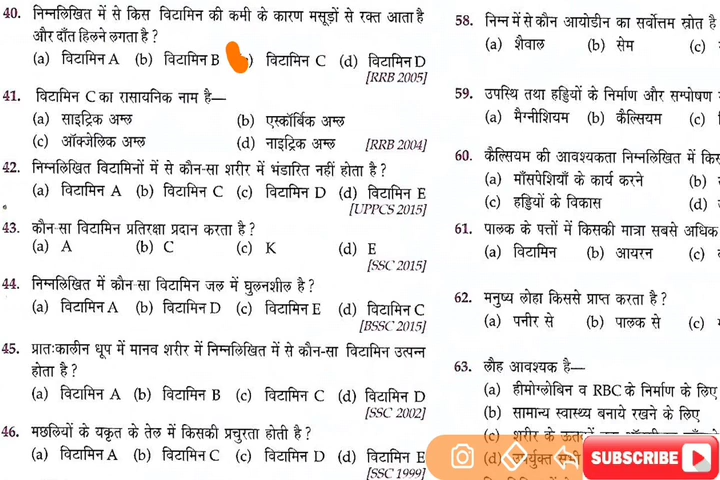 40. निम्नलिखित में से किस विटामिन की कमी के कारण मसूड़ों से रक्त आता है
और दाँत हिलने लगता है ?
(a) विटामिन A (b) विटामिन B ) विटामिन C (d) विटामिन D
[RRB 2005]
41. विटामिन C का रासायनिक नाम है—
(a) साइट्रिक अम्ल (b) एस्कॉर्बिक अम्ल
(c) ऑक्जेलिक अम्ल (d) नाइट्रिक अम्ल [RRB 2004]
42. निम्नलिखित विटामिनों में से कौन-सा शरीर में भंडारित नहीं होता है ?
(a) विटामिन A (b) विटामिन C (c) विटामिन D (d) विटामिन E
[UPPCS 2015]
43. कौन-सा विटामिन प्रतिरक्षा प्रदान करता है ?
(a) A (b) C (c) K (d) E
[SSC 2015]
44. निम्नलिखित में कौन-सा विटामिन जल में घुलनशील है ?
(a) विटामिन A (b) विटामिन D (c) विटामिन E (d) विटामिन C
[BSSC 2015]
45. प्रातःकालीन धूप में मानव शरीर में निम्नलिखित में से कौन-सा विटामिन उत्पन्न
होता है ?
(a) विटामिन A (b) विटामिन B (c) विटामिन C (d) विटामिन D
[SSC 2002]
46. मछलियों के यकृत के तेल में किसकी प्रचुरता होती है ?
(a) विटामिन A (b) विटामिन C (c) विटामिन D (d) विटामिन E
[SSC 1999]
58. निम्न में से कौन आयोडीन का सर्वोत्तम स्रोत है
(a) शैवाल (b) सेम (c)
59. उपस्थि तथा हड्डियों के निर्माण और सम्पोषण
(a) मैग्नीशियम (b) कैल्सियम (c)
60. कैल्सियम की आवश्यकता निम्नलिखित में
(a) माँसपेशियाँ के कार्य करने (b)
(c) हड्डियों के विकास (d)
61. पालक के पत्तों में किसकी मात्रा सबसे अधिक
(a) विटामिन (b) आयरन (c)
62. मनुष्य लोहा किससे प्राप्त करता है ?
(a) पनीर से (b) पालक से (c)
63. लौह आवश्यक है—
(a) हीमोग्लोबिन व RBC के निर्माण के लिए
(b) सामान्य स्वास्थ्य बनाये रखने के लिए
(c) शरीर के
(d) उपर्युक्त सभी
SUBSCRIBE